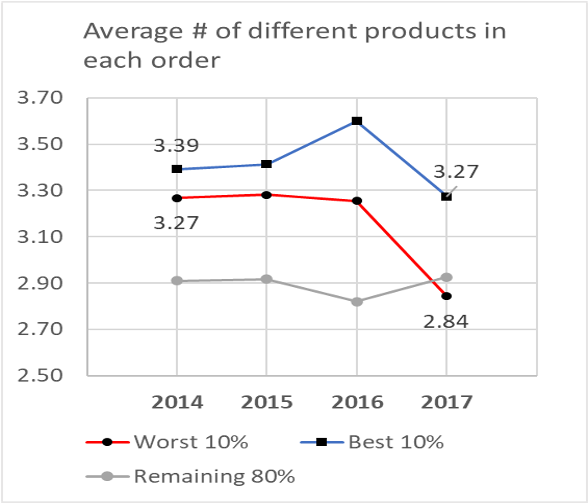 Average # of different products in
each order
3.70
3.50
3.30
3.10
2.90
2.70
2.50
3.39
3.27
3.27
2.84
2014 2015 2016 2017
Worst 10% Best 10%
Remaining 80%